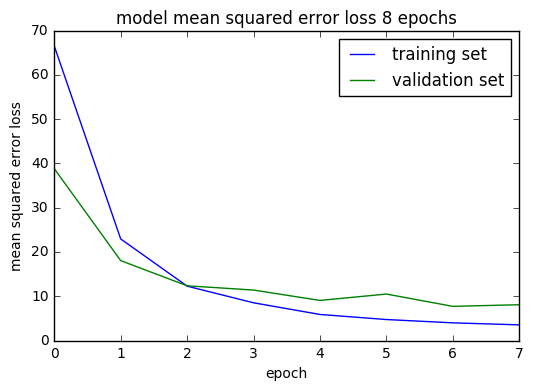 model mean squared error loss 8 epochs
training set
validation set
mean squared error loss
70
60
50
40
30
20
10
0
0 1 2 3 4 5 6 7
epoch